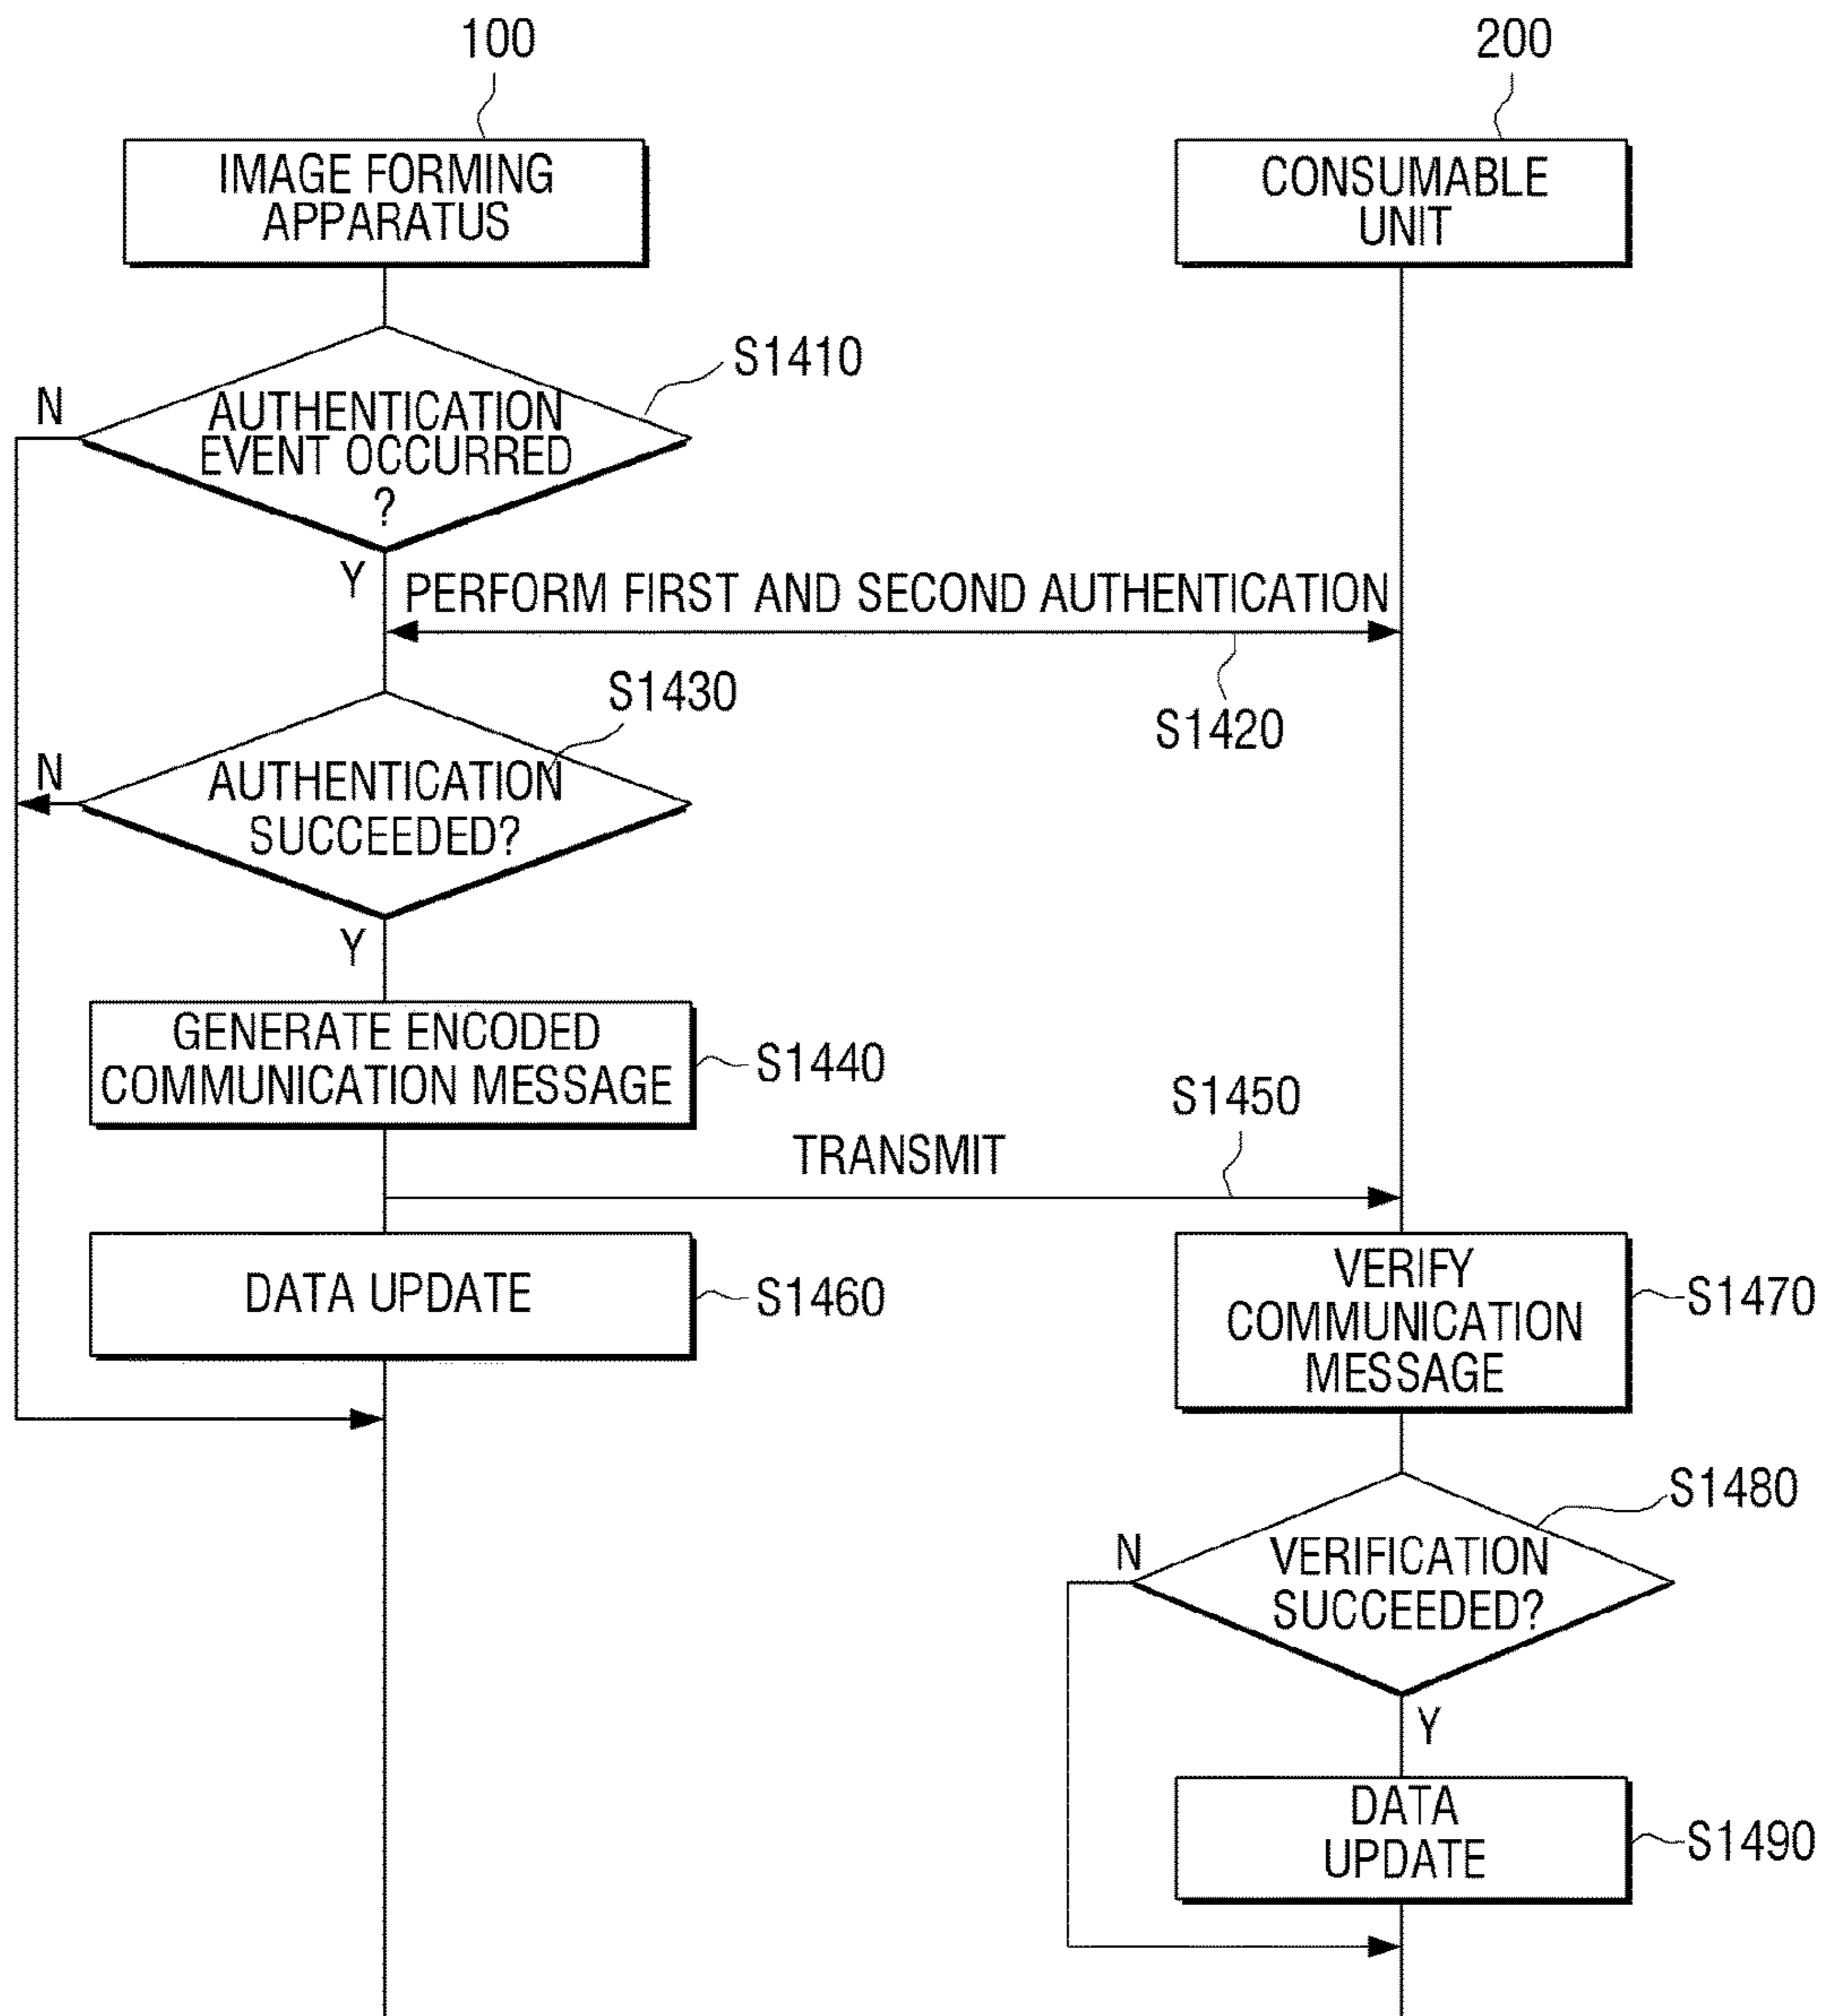 100
200
IMAGE FORMING
APPARATUS
CONSUMABLE
UNIT
S1410
N
AUTHENTICATION
EVENT OCCURRED
?
Y
PERFORM FIRST AND SECOND AUTHENTICATION
S1420
S1430
N
AUTHENTICATION
SUCCEEDED?
Y
GENERATE ENCODED
COMMUNICATION MESSAGE
S1440
S1450
TRANSMIT
DATA UPDATE
S1460
VERIFY
COMMUNICATION
MESSAGE
S1470
S1480
N
VERIFICATION
SUCCEEDED?
Y
DATA
UPDATE
S1490